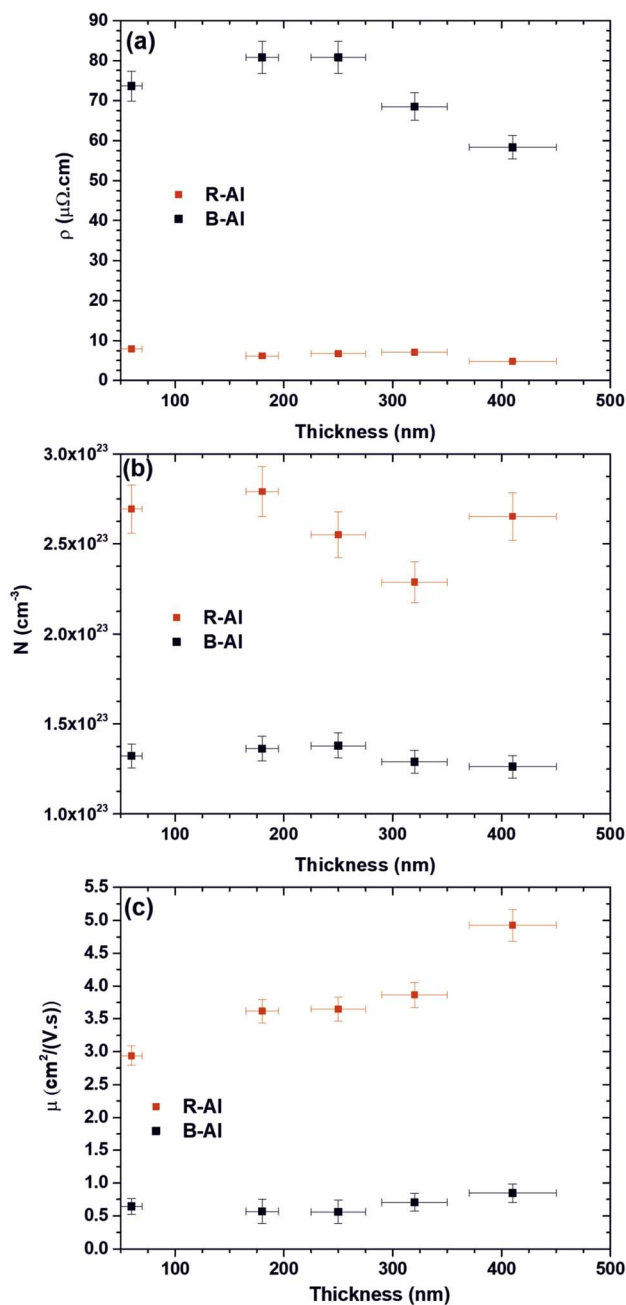 (a)
90
80
70
60
50
40
30
20
10
0
ρ (μΩ.cm)
R-Al
B-Al
100 200 300 400 500
Thickness (nm)
(b)
3.0x10²³
2.5x10²³
2.0x10²³
1.5x10²³
1.0x10²³
N (cm⁻³)
R-Al
B-Al
100 200 300 400 500
Thickness (nm)
(c)
5.5
5.0
4.5
4.0
3.5
3.0
2.5
2.0
1.5
1.0
0.5
0.0
μ (cm²/(V.s))
R-Al
B-Al
100 200 300 400 500
Thickness (nm)